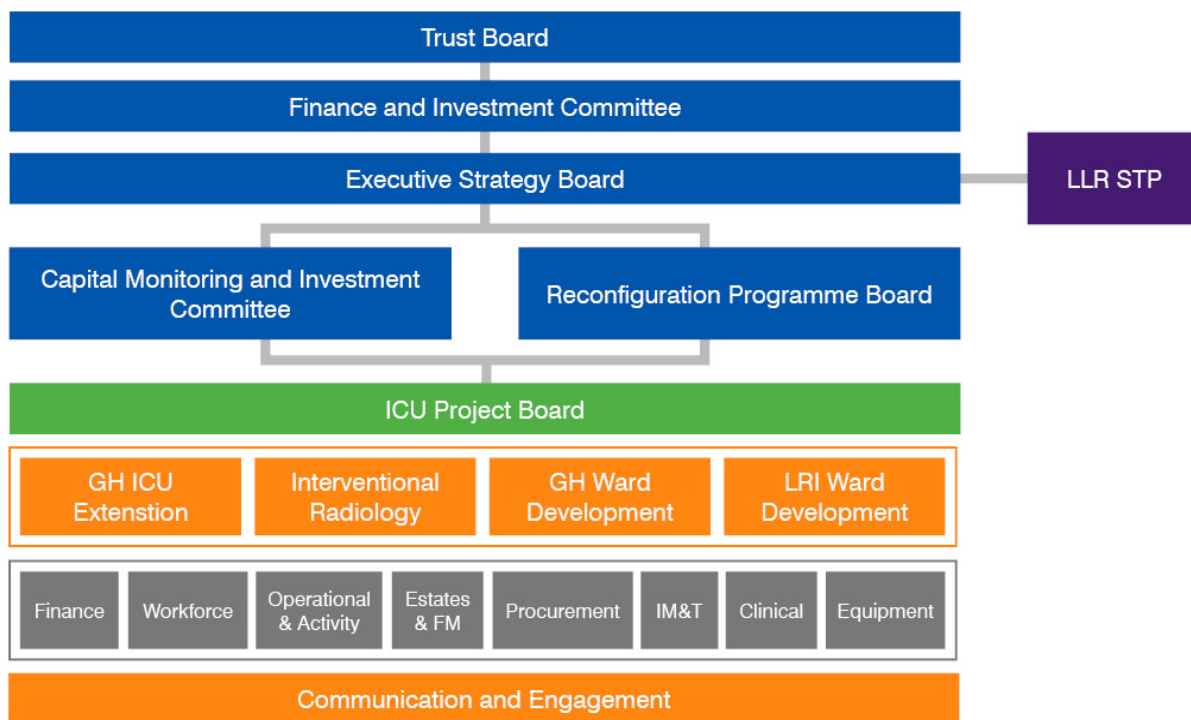 Trust Board
Finance and Investment Committee
Executive Strategy Board
LLR STP
Capital Monitoring and Investment
Committee
Reconfiguration Programme Board
ICU Project Board
GH ICU
Extenstion
Interventional
Radiology
GH Ward
Development
LRI Ward
Development
Finance
Workforce
Operational
& Activity
Estates
& FM
Procurement
IM&T
Clinical
Equipment
Communication and Engagement